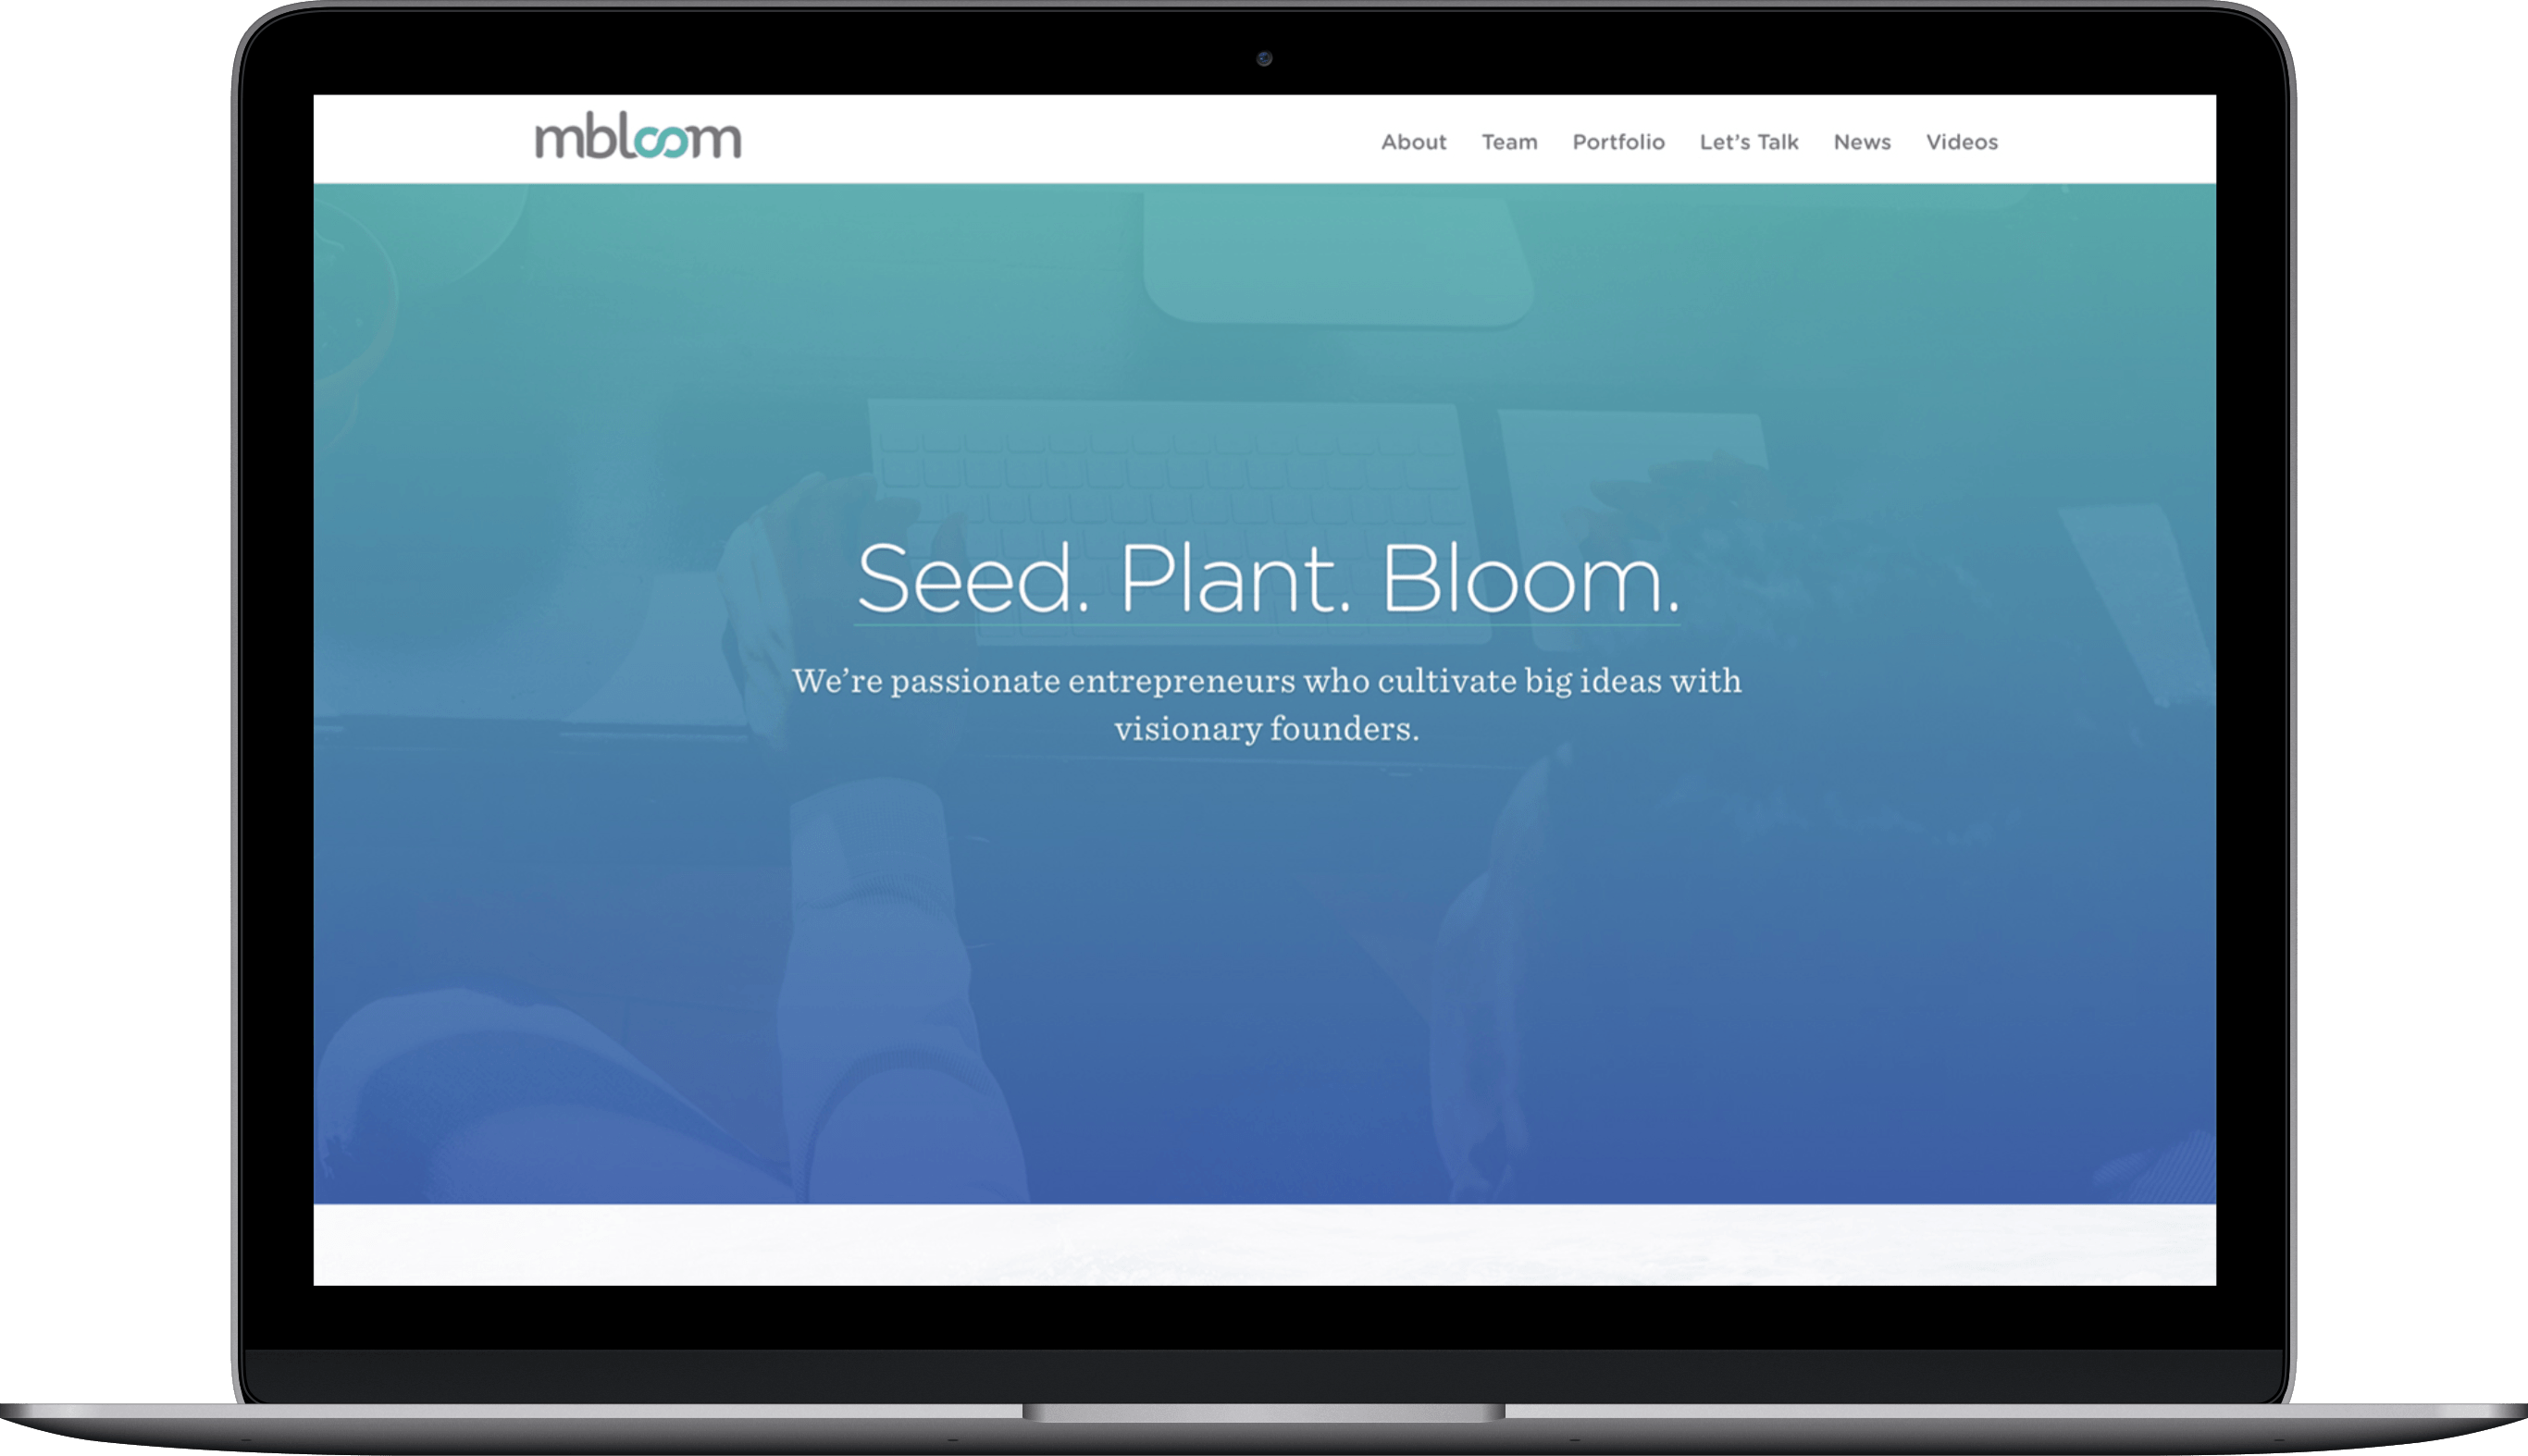 mbloom
About Team Portfolio Let's Talk News Videos
Seed. Plant. Bloom.
We're passionate entrepreneurs who cultivate big ideas with
visionary founders.